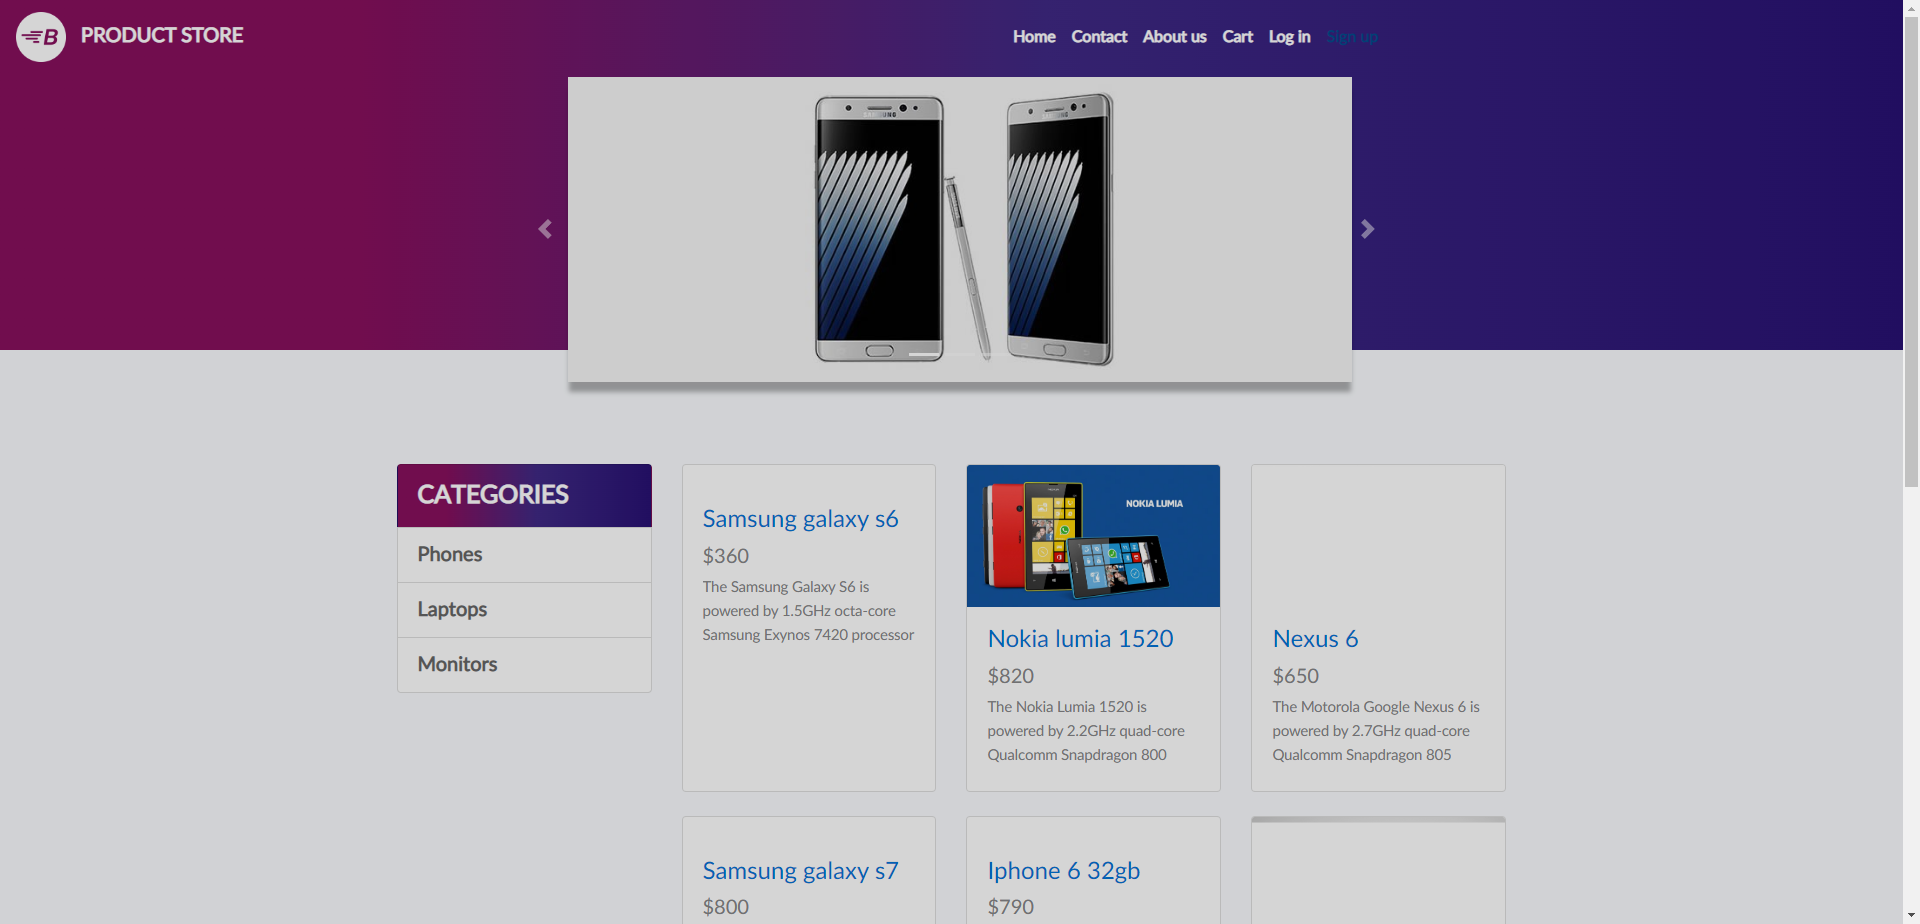 B PRODUCT STORE
Home Contact About us Cart Log in Sign up
SAMSUNG
NOKIA LUMIA
CATEGORIES
Phones
Laptops
Monitors
Samsung galaxy s6
$360
The Samsung Galaxy S6 is
powered by 1.5GHz octa-core
Samsung Exynos 7420 processor
Nokia lumia 1520
$820
The Nokia Lumia 1520 is
powered by 2.2GHz quad-core
Qualcomm Snapdragon 800
Nexus 6
$650
The Motorola Google Nexus 6 is
powered by 2.7GHz quad-core
Qualcomm Snapdragon 805
Samsung galaxy s7
$800
Iphone 6 32gb
$790